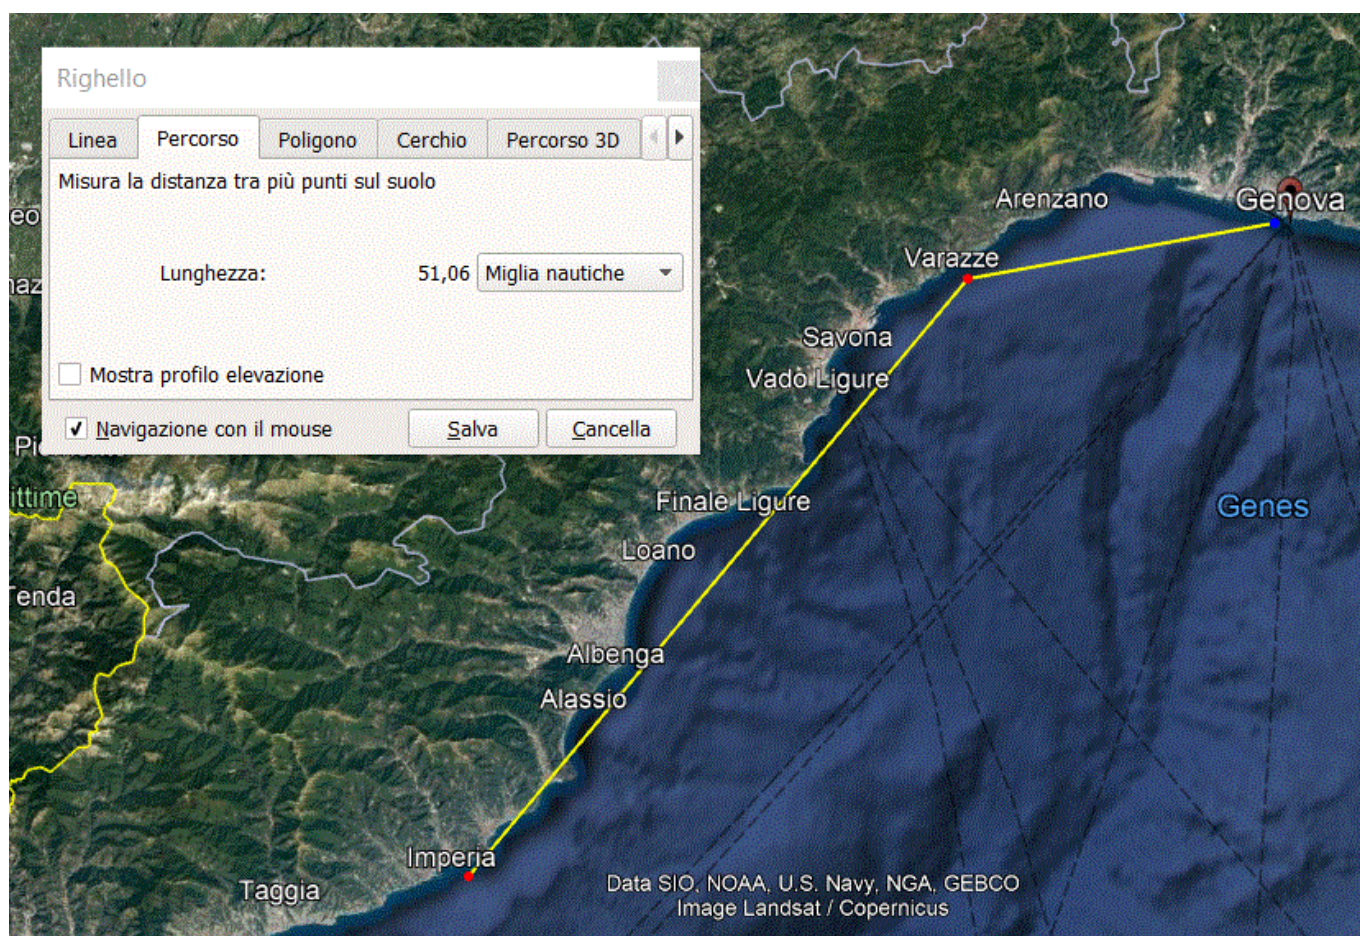 Righello
Linea
Percorso
Poligono
Cerchio
Percorso 3D
Misura la distanza tra più punti sul suolo
Lunghezza:
51,06
Miglia nautiche
Mostra profilo elevazione
Navigazione con il mouse
Salva
Cancella
Arenzano
Genova
Varazze
Savona
Vado Ligure
Finale Ligure
Genes
Loano
enda
Albenga
Alassio
Imperia
Taggia
Data SIO, NOAA, U.S. Navy, NGA, GEBCO
Image Landsat / Copernicus